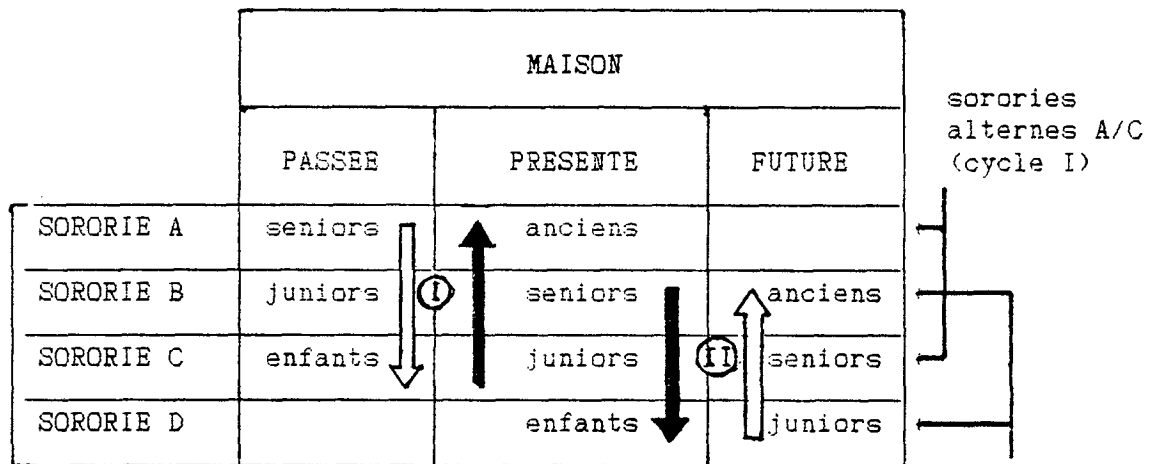 MAISON
sorories
alternes A/C
(cycle I)
PASSEE PRESENTE FUTURE
SORORIE A seniors anciens
SORORIE B juniors I seniors anciens
SORORIE C enfants juniors II seniors
SORORIE D enfants juniors